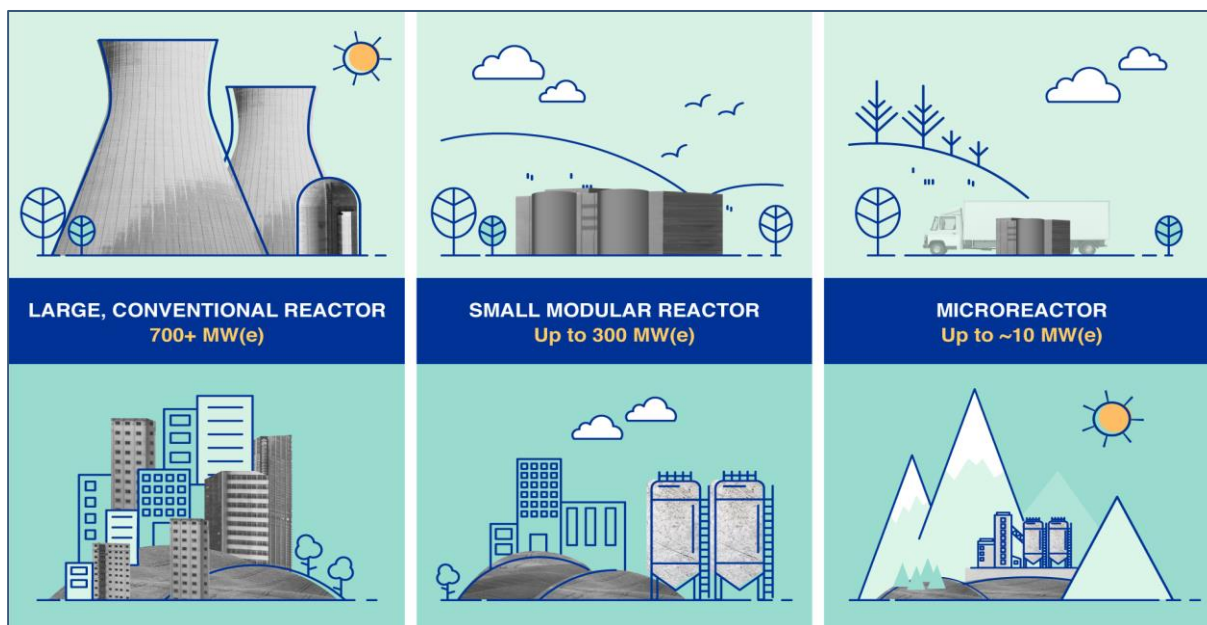 LARGE, CONVENTIONAL REACTOR
700+ MW(e)
SMALL MODULAR REACTOR
Up to 300 MW(e)
MICROREACTOR
Up to ~10 MW(e)